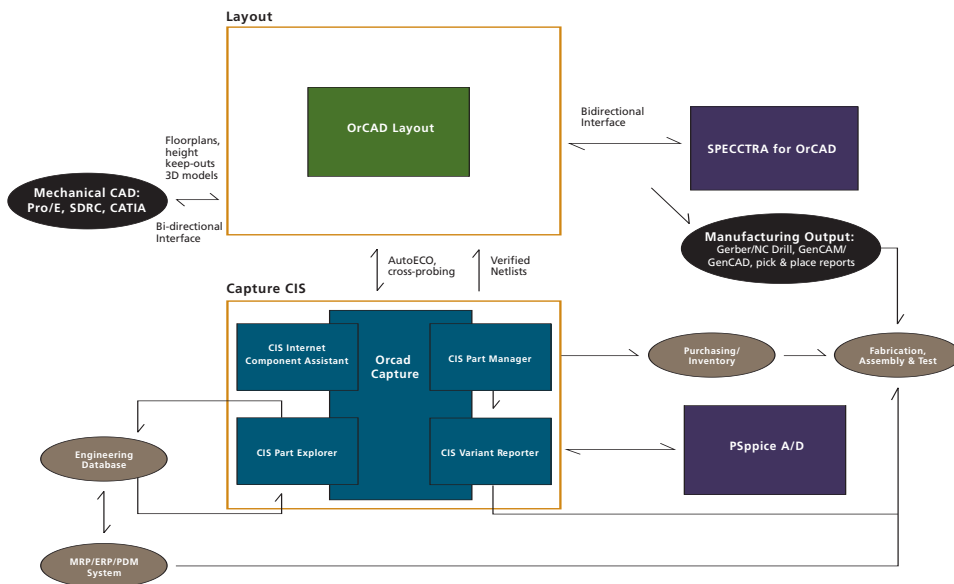 Layout
OrCAD Layout
Bidirectional
Interface
SPECCTRA for OrCAD
Floorplans,
height
keep-outs
3D models
Mechanical CAD:
Pro/E, SDRC, CATIA
Bi-directional
Interface
Manufacturing Output:
Gerber/NC Drill, GenCAM/
GenCAD, pick & place reports
AutoECO,
cross-probing
Verified
Netlists
Capture CIS
CIS Internet
Component Assistant
Orcad
Capture
CIS Part Manager
Purchasing/
Inventory
Fabrication,
Assembly & Test
CIS Part Explorer
CIS Variant Reporter
PSppice A/D
Engineering
Database
MRP/ERP/PDM
System